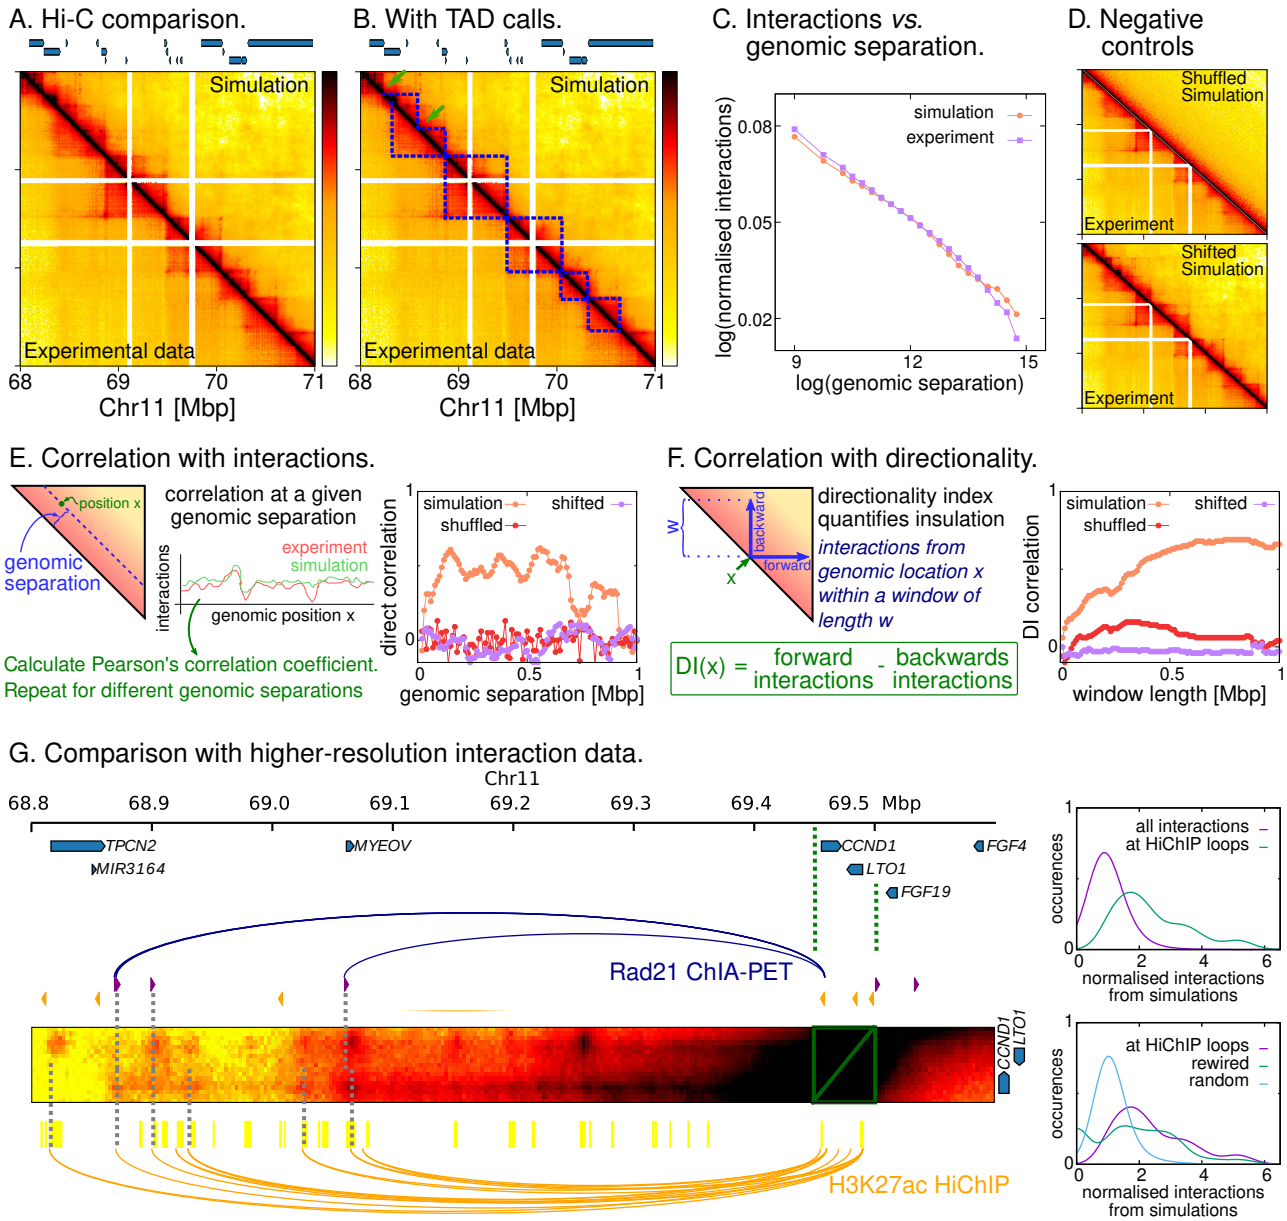 A. Hi-C comparison.
Simulation
Experimental data
68
69
70
71
Chr11 [Mbp]
B. With TAD calls.
Simulation
Experimental data
68
69
70
71
Chr11 [Mbp]
C. Interactions vs.
genomic separation.
log(normalised interactions)
0.08
0.05
0.02
simulation
experiment
9
12
15
log(genomic separation)
D. Negative
controls
Shuffled
Simulation
Experiment
Shifted
Simulation
Experiment
E. Correlation with interactions.
position x
genomic
separation
correlation at a given
genomic separation
interactions
experiment
simulation
genomic position x
Calculate Pearson's correlation coefficient.
Repeat for different genomic separations
direct correlation
1
0
simulation
shifted
shuffled
0
0.5
1
genomic separation [Mbp]
F. Correlation with directionality.
w
backward
forward
x
directionality index
quantifies insulation
interactions from
genomic location x
within a window of
length w
DI(x) = forward interactions - backwards interactions
DI correlation
1
0
simulation
shifted
shuffled
0
0.5
1
window length [Mbp]
G. Comparison with higher-resolution interaction data.
Chr11
68.8 68.9 69.0 69.1 69.2 69.3 69.4 69.5 Mbp
TPCN2
MIR3164
MYEOV
CCND1
LTO1
FGF19
FGF4
Rad21 ChIA-PET
CCND1
LTO1
H3K27ac HiChIP
occurences
1
0
all interactions
at HiChIP loops
0 2 4 6
normalised interactions
from simulations
occurences
1
0
at HiChIP loops
rewired
random
0 2 4 6
normalised interactions
from simulations